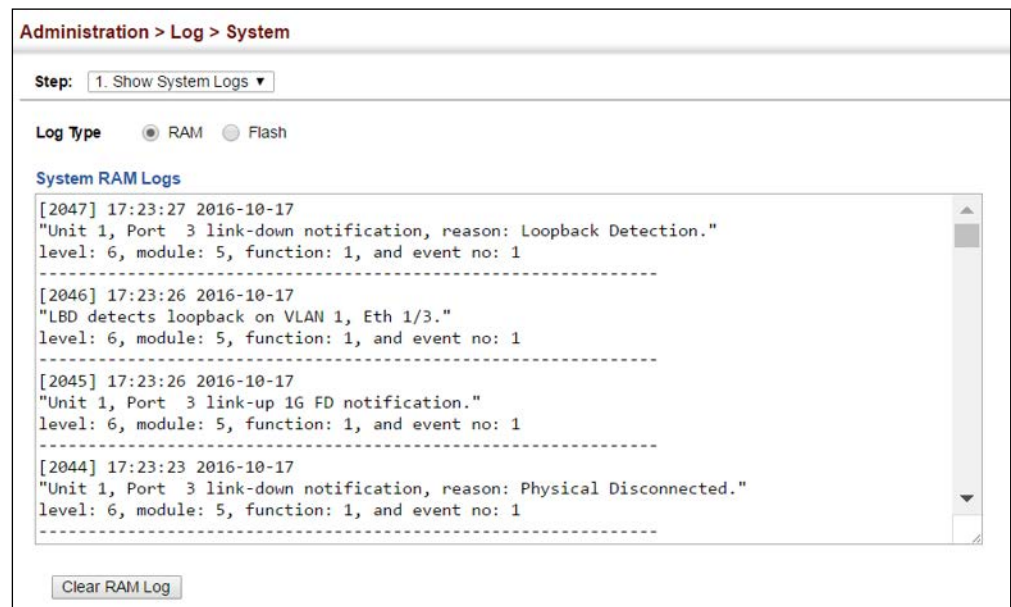 Administration > Log > System
Step: 1. Show System Logs ▼
Log Type RAM Flash
System RAM Logs
[2047] 17:23:27 2016-10-17
"Unit 1, Port  3 link-down notification, reason: Loopback Detection."
level: 6, module: 5, function: 1, and event no: 1
------------------------------------------------------------------
[2046] 17:23:26 2016-10-17
"LBD detects loopback on VLAN 1, Eth 1/3."
level: 6, module: 5, function: 1, and event no: 1
------------------------------------------------------------------
[2045] 17:23:26 2016-10-17
"Unit 1, Port  3 link-up 1G FD notification."
level: 6, module: 5, function: 1, and event no: 1
------------------------------------------------------------------
[2044] 17:23:23 2016-10-17
"Unit 1, Port  3 link-down notification, reason: Physical Disconnected."
level: 6, module: 5, function: 1, and event no: 1
------------------------------------------------------------------
Clear RAM Log